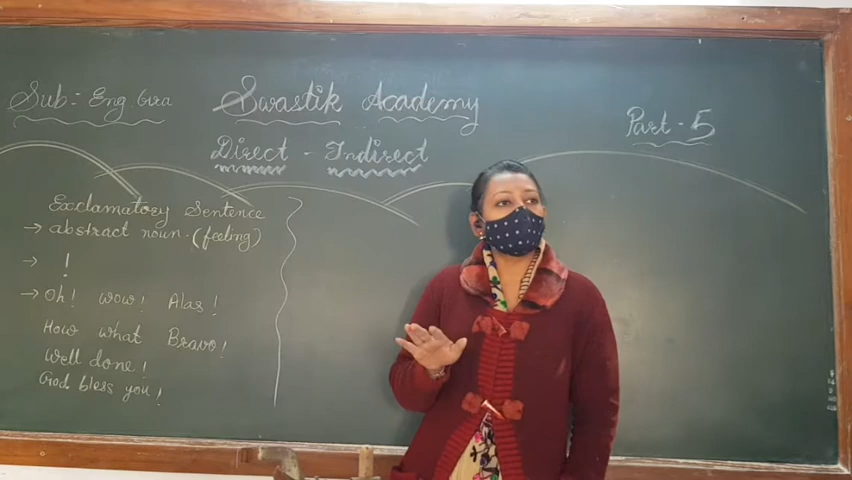 Sub:- Eng. Gra
Swastik Academy
Part-5
Direct - Indirect
Exclamatory Sentence
→ abstract noun. (feeling)
→ !
→ Oh! wow! Alas!
How what Bravo!
Well done!
God bless you!